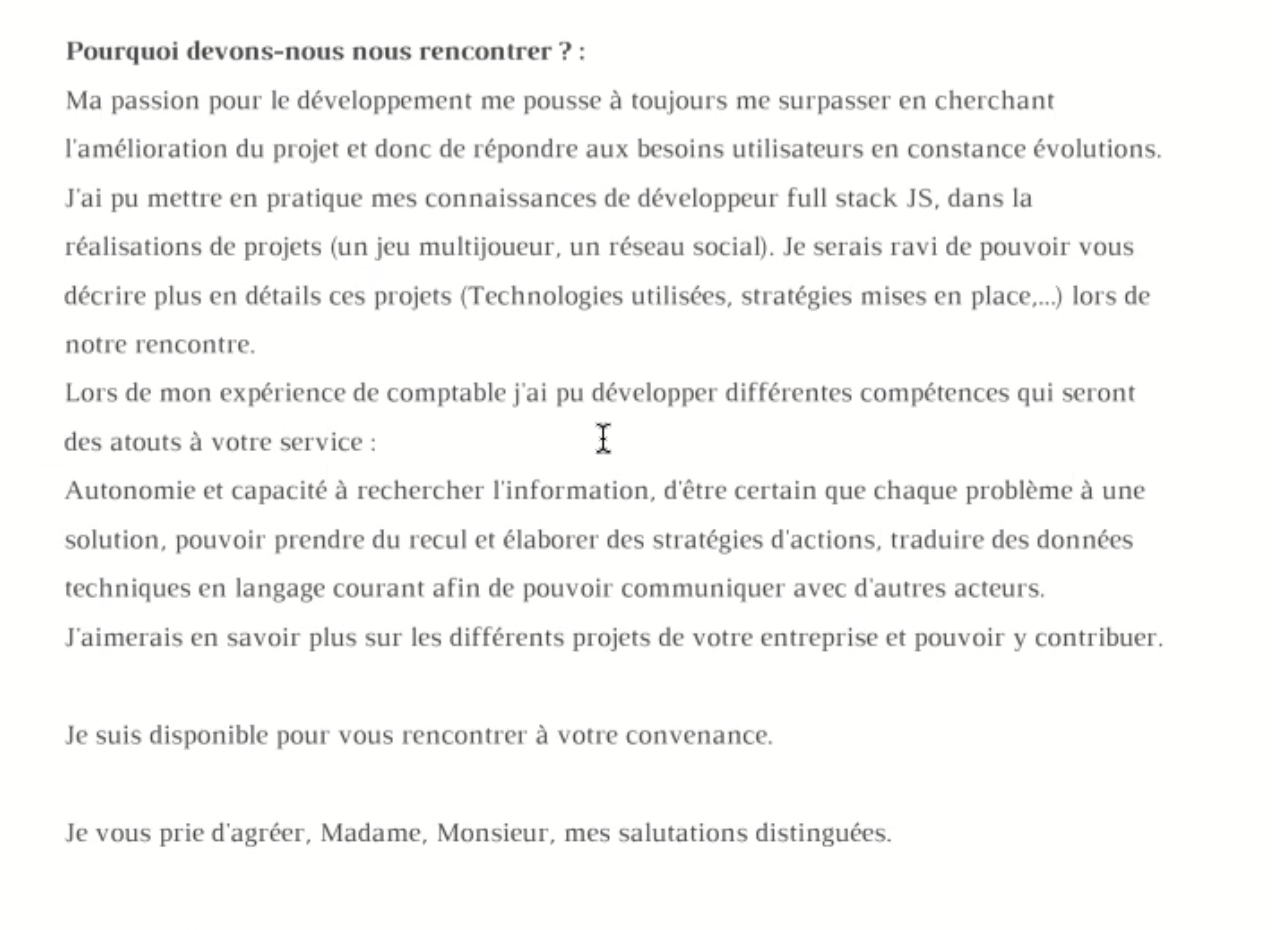 Pourquoi devons-nous nous rencontrer ? :
Ma passion pour le développement me pousse à toujours me surpasser en cherchant
l'amélioration du projet et donc de répondre aux besoins utilisateurs en constance évolutions.
J'ai pu mettre en pratique mes connaissances de développeur full stack JS, dans la
réalisations de projets (un jeu multijoueur, un réseau social). Je serais ravi de pouvoir vous
décrire plus en détails ces projets (Technologies utilisées, stratégies mises en place,...) lors de
notre rencontre.
Lors de mon expérience de comptable j'ai pu développer différentes compétences qui seront
des atouts à votre service :
Autonomie et capacité à rechercher l'information, d'être certain que chaque problème à une
solution, pouvoir prendre du recul et élaborer des stratégies d'actions, traduire des données
techniques en langage courant afin de pouvoir communiquer avec d'autres acteurs.
J'aimerais en savoir plus sur les différents projets de votre entreprise et pouvoir y contribuer.
Je suis disponible pour vous rencontrer à votre convenance.
Je vous prie d'agréer, Madame, Monsieur, mes salutations distinguées.